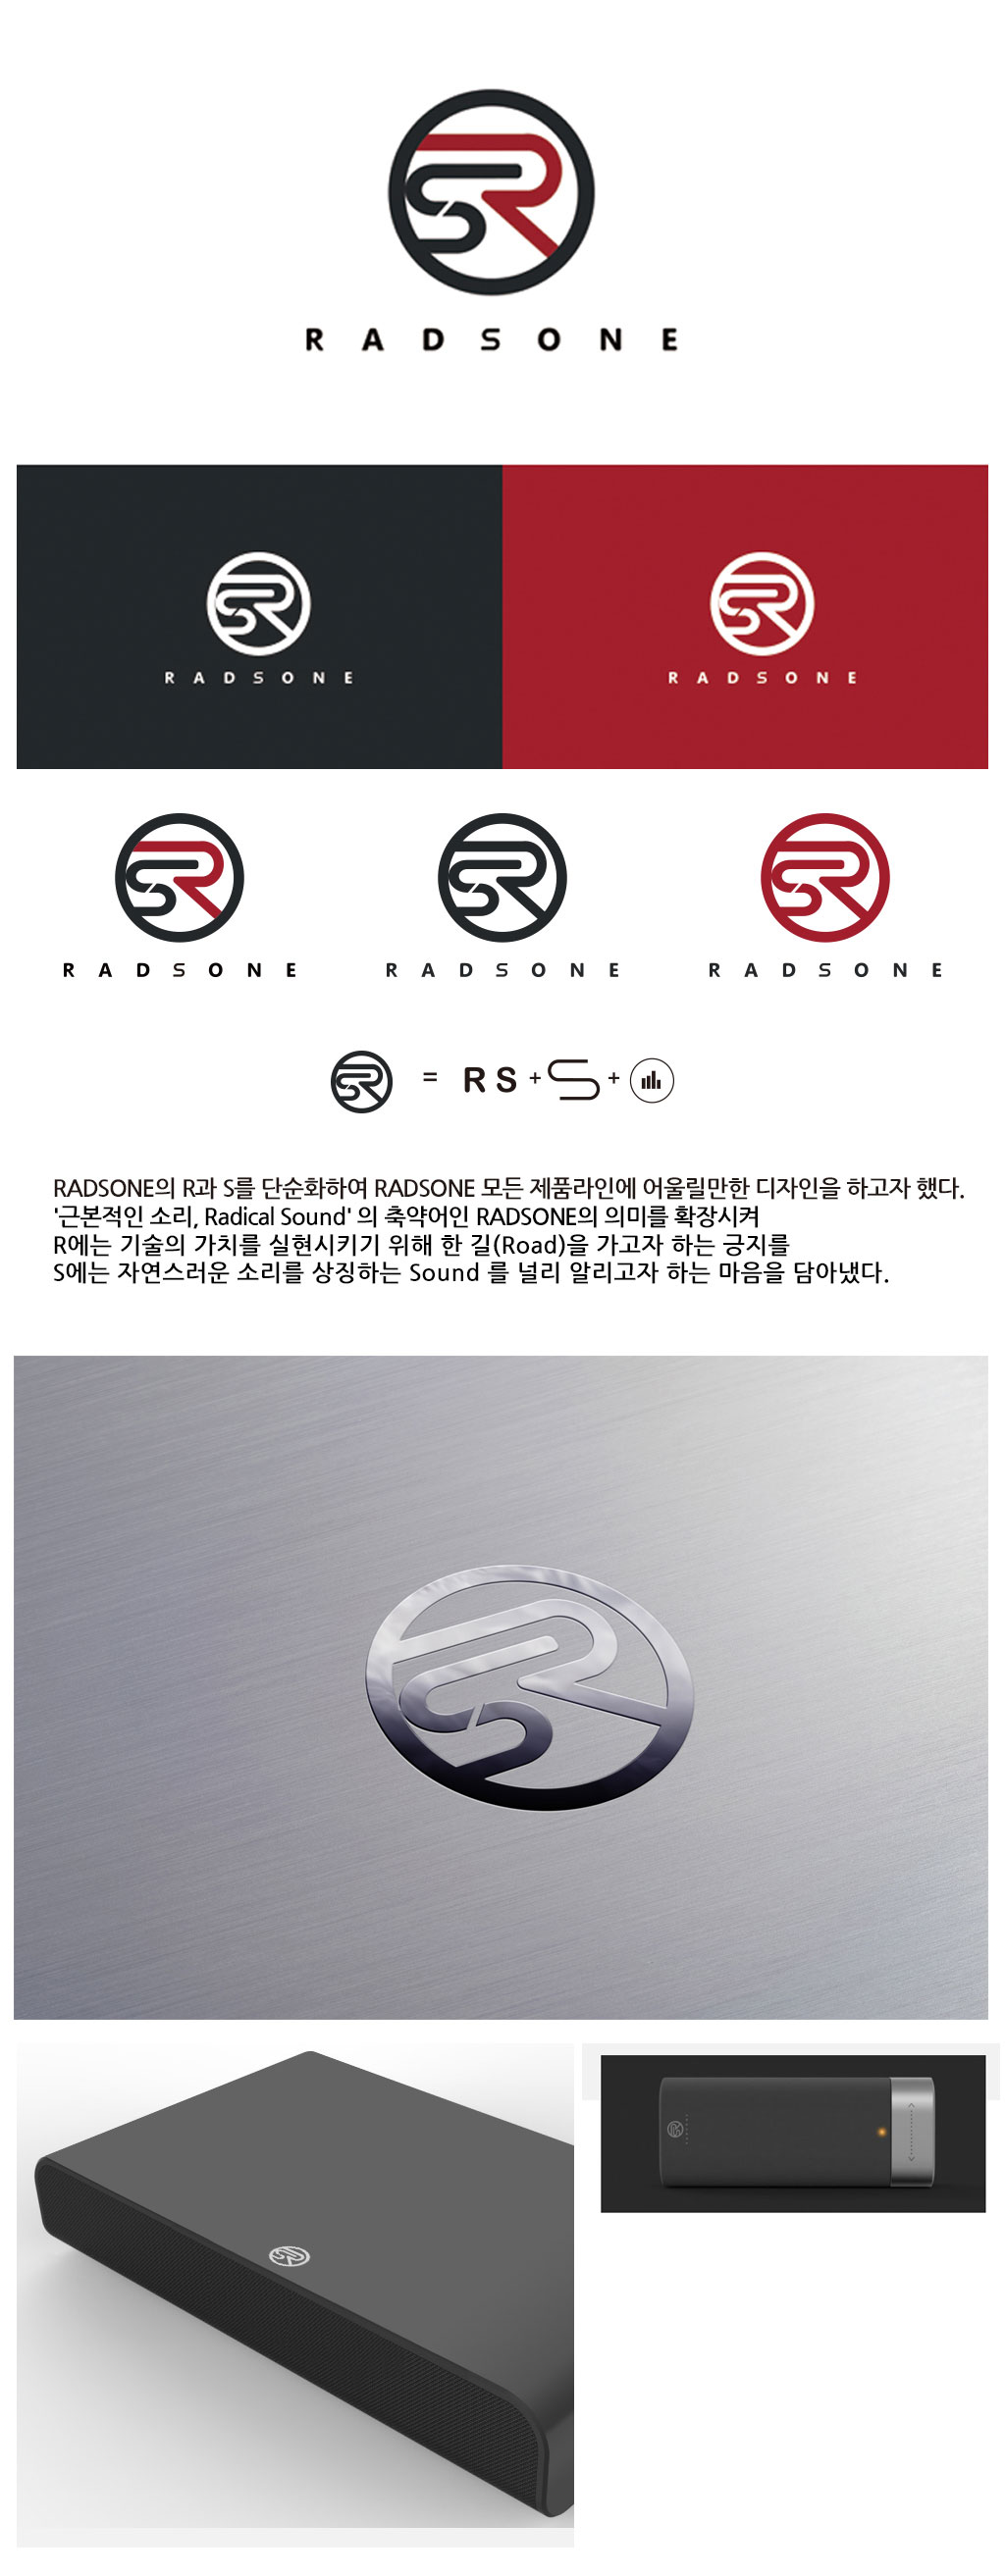 RADSONE
RADSONE
RADSONE
RADSONE
RADSONE
RADSONE
= RS + S +
RADSONE의 R과 S를 단순화하여 RADSONE 모든 제품라인에 어울릴만한 디자인을 하고자 했다.
'근본적인 소리, Radical Sound' 의 축약어인 RADSONE의 의미를 확장시켜
R에는 기술의 가치를 실현시키기 위해 한 길(Road)을 가고자 하는 긍지를
S에는 자연스러운 소리를 상징하는 Sound 를 널리 알리고자 하는 마음을 담아냈다.